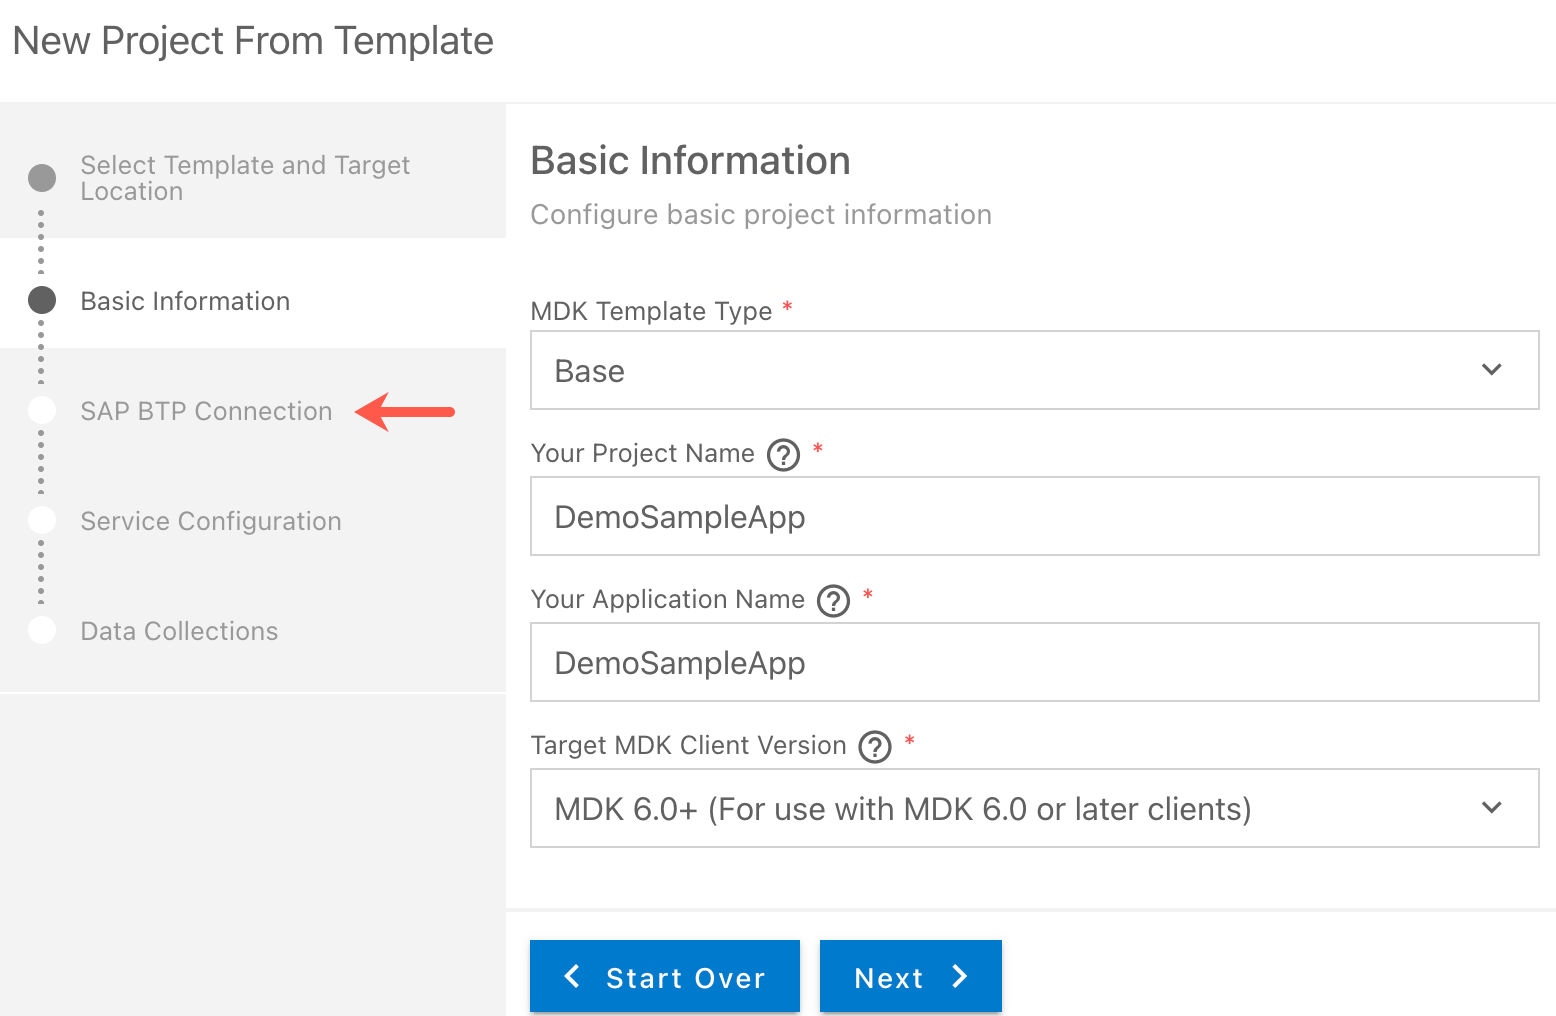 New Project From Template
Select Template and Target
Location
Basic Information
SAP BTP Connection
Service Configuration
Data Collections
Basic Information
Configure basic project information
MDK Template Type *
Base
Your Project Name ? *
DemoSampleApp
Your Application Name ? *
DemoSampleApp
Target MDK Client Version ? *
MDK 6.0+ (For use with MDK 6.0 or later clients)
Start Over
Next